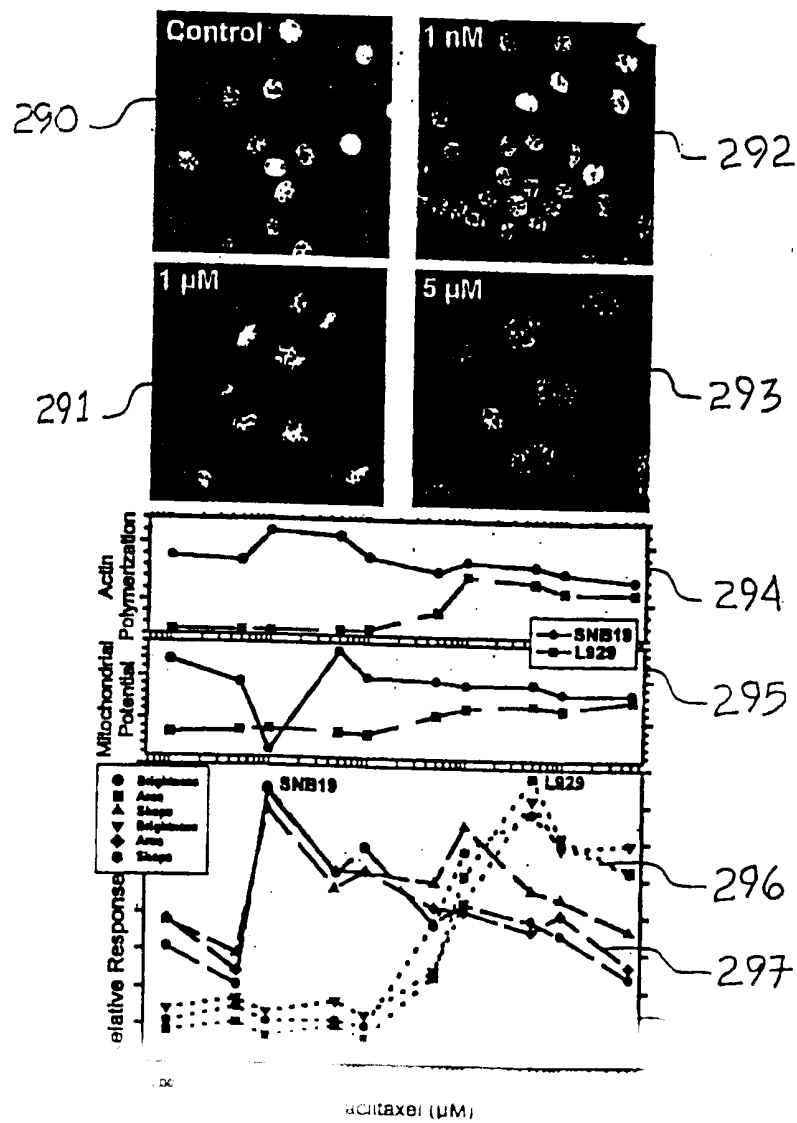 Control
1 nM
290
292
1 µM
5 µM
291
293
Actin
Polymerization
294
SNB19
L929
Mitochondrial
Potential
295
Brightness
Area
Shape
Brightness
Area
Shape
SNB19
L929
296
elative Response
297
aclitaxel (µM)